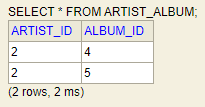 SELECT * FROM ARTIST_ALBUM;
ARTIST_ID ALBUM_ID
2 4
2 5
(2 rows, 2 ms)